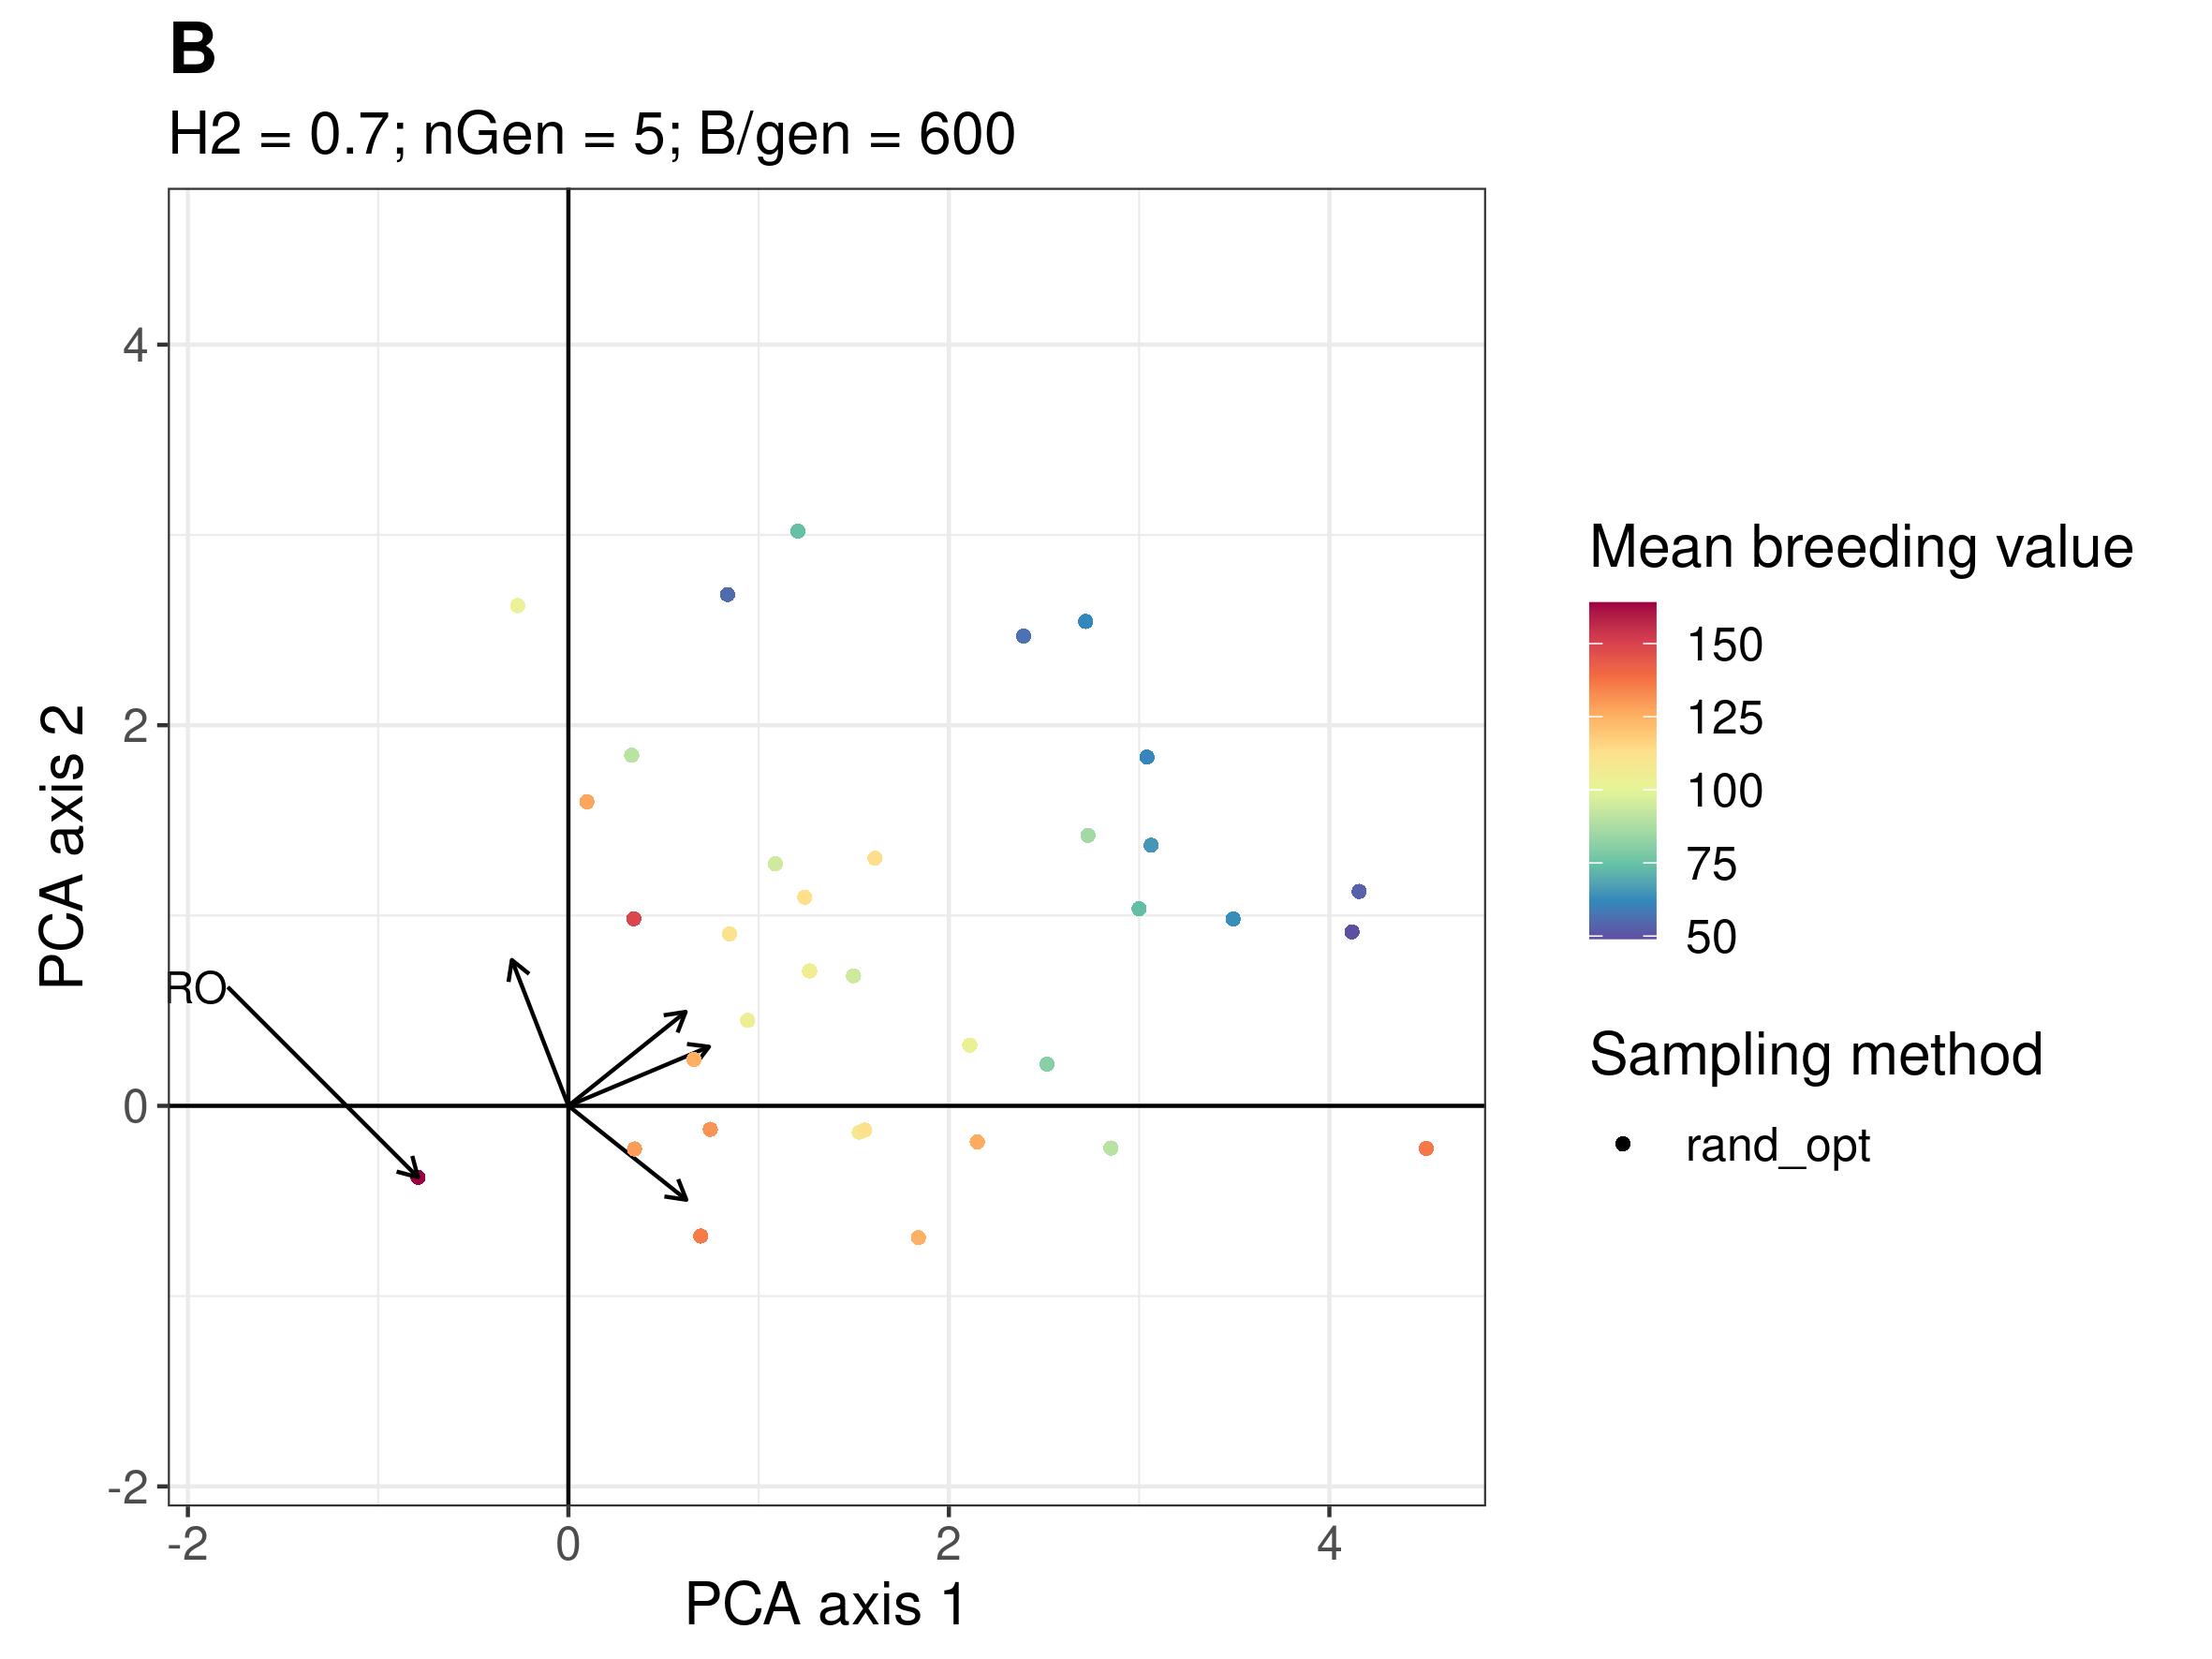 B
H2 = 0.7; nGen = 5; B/gen = 600
PCA axis 2
4
2
0
-2
RO
-2
0
2
4
PCA axis 1
Mean breeding value
150
125
100
75
50
Sampling method
rand_opt